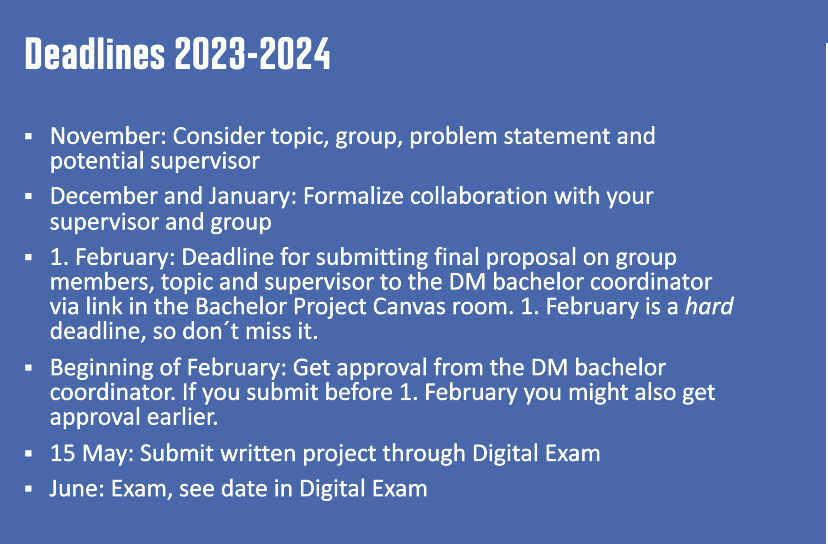 Deadlines 2023-2024
▪ November: Consider topic, group, problem statement and
potential supervisor
▪ December and January: Formalize collaboration with your
supervisor and group
▪ 1. February: Deadline for submitting final proposal on group
members, topic and supervisor to the DM bachelor coordinator
via link in the Bachelor Project Canvas room. 1. February is a hard
deadline, so don´t miss it.
▪ Beginning of February: Get approval from the DM bachelor
coordinator. If you submit before 1. February you might also get
approval earlier.
▪ 15 May: Submit written project through Digital Exam
▪ June: Exam, see date in Digital Exam